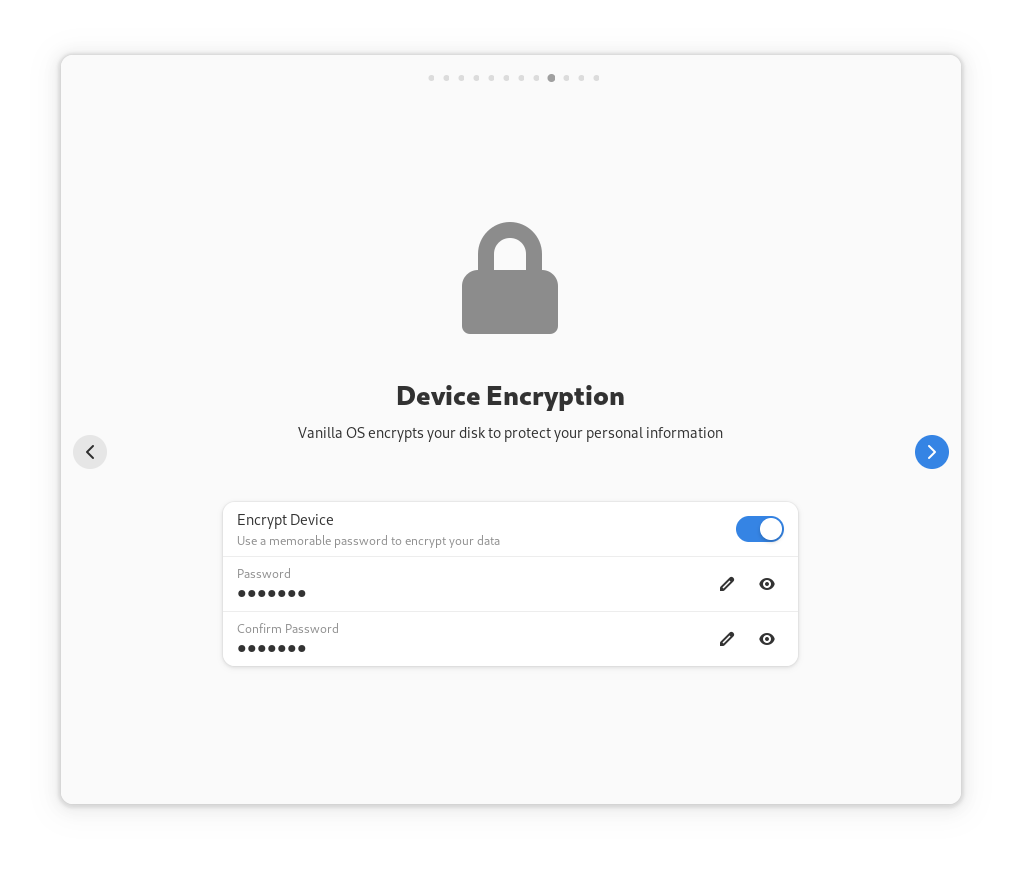 Device Encryption
Vanilla OS encrypts your disk to protect your personal information
Encrypt Device
Use a memorable password to encrypt your data
Password
●●●●●●●
Confirm Password
●●●●●●●